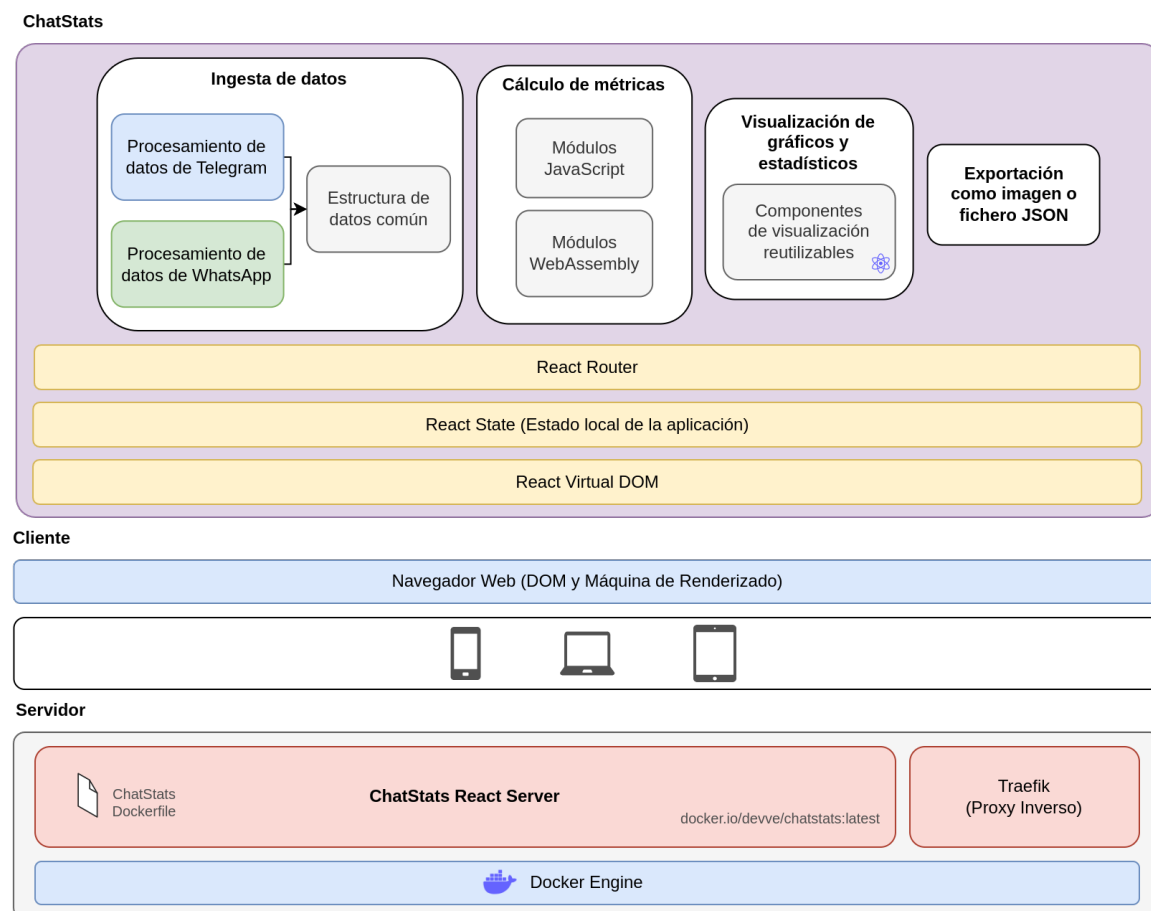 ChatStats
Ingesta de datos
Procesamiento de
datos de Telegram
Procesamiento de
datos de WhatsApp
Estructura de
datos común
Cálculo de métricas
Módulos
JavaScript
Módulos
WebAssembly
Visualización de
gráficos y
estadísticos
Componentes
de visualización
reutilizables
Exportación
como imagen o
fichero JSON
React Router
React State (Estado local de la aplicación)
React Virtual DOM
Cliente
Navegador Web (DOM y Máquina de Renderizado)
Servidor
ChatStats
Dockerfile
ChatStats React Server
docker.io/devve/chatstats:latest
Traefik
(Proxy Inverso)
Docker Engine